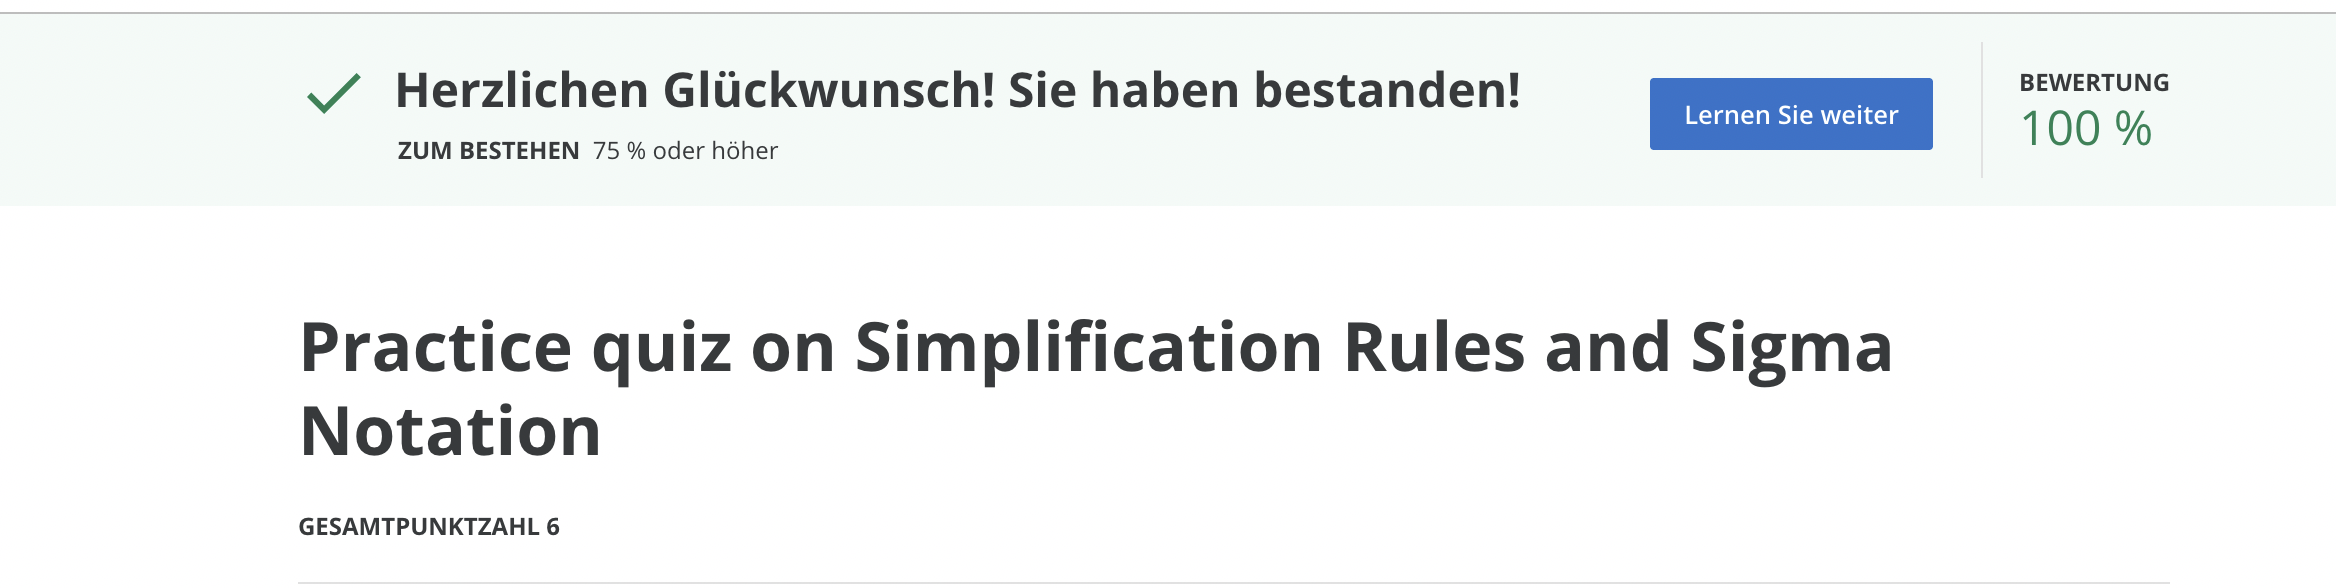 Herzlichen Glückwunsch! Sie haben bestanden!
ZUM BESTEHEN 75 % oder höher
Lernen Sie weiter
BEWERTUNG
100 %
Practice quiz on Simplification Rules and Sigma
Notation
GESAMTPUNKTZAHL 6